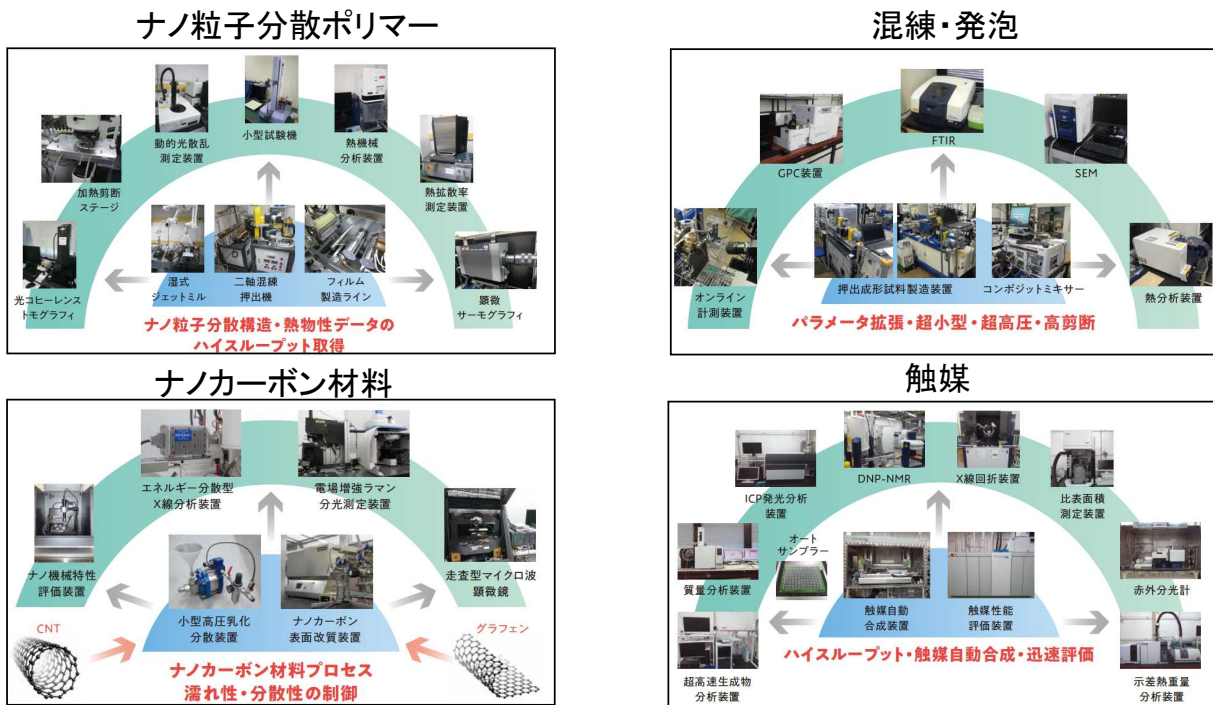 ナノ粒子分散ポリマー
動的光散乱
測定装置
小型試験機
熱機械
分析装置
加熱剪断
ステージ
熱拡散率
測定装置
光コヒーレンス
トモグラフィ
湿式
ジェットミル
二軸混練
押出機
フィルム
製造ライン
顕微
サーモグラフィ
ナノ粒子分散構造・熱物性データの
ハイスループット取得
混練・発泡
GPC装置
FTIR
SEM
オンライン
計測装置
押出成形試料製造装置
コンポジットミキサー
熱分析装置
パラメータ拡張・超小型・超高圧・高剪断
ナノカーボン材料
エネルギー分散型
X線分析装置
電場増強ラマン
分光測定装置
ナノ機械特性
評価装置
走査型マイクロ波
顕微鏡
小型高圧乳化
分散装置
ナノカーボン
表面改質装置
CNT
グラフェン
ナノカーボン材料プロセス
濡れ性・分散性の制御
触媒
ICP発光分析
装置
DNP-NMR
X線回折装置
比表面積
測定装置
オート
サンプラー
質量分析装置
赤外分光計
触媒自動
合成装置
触媒性能
評価装置
ハイスループット・触媒自動合成・迅速評価
超高速生成物
分析装置
示差熱重量
分析装置